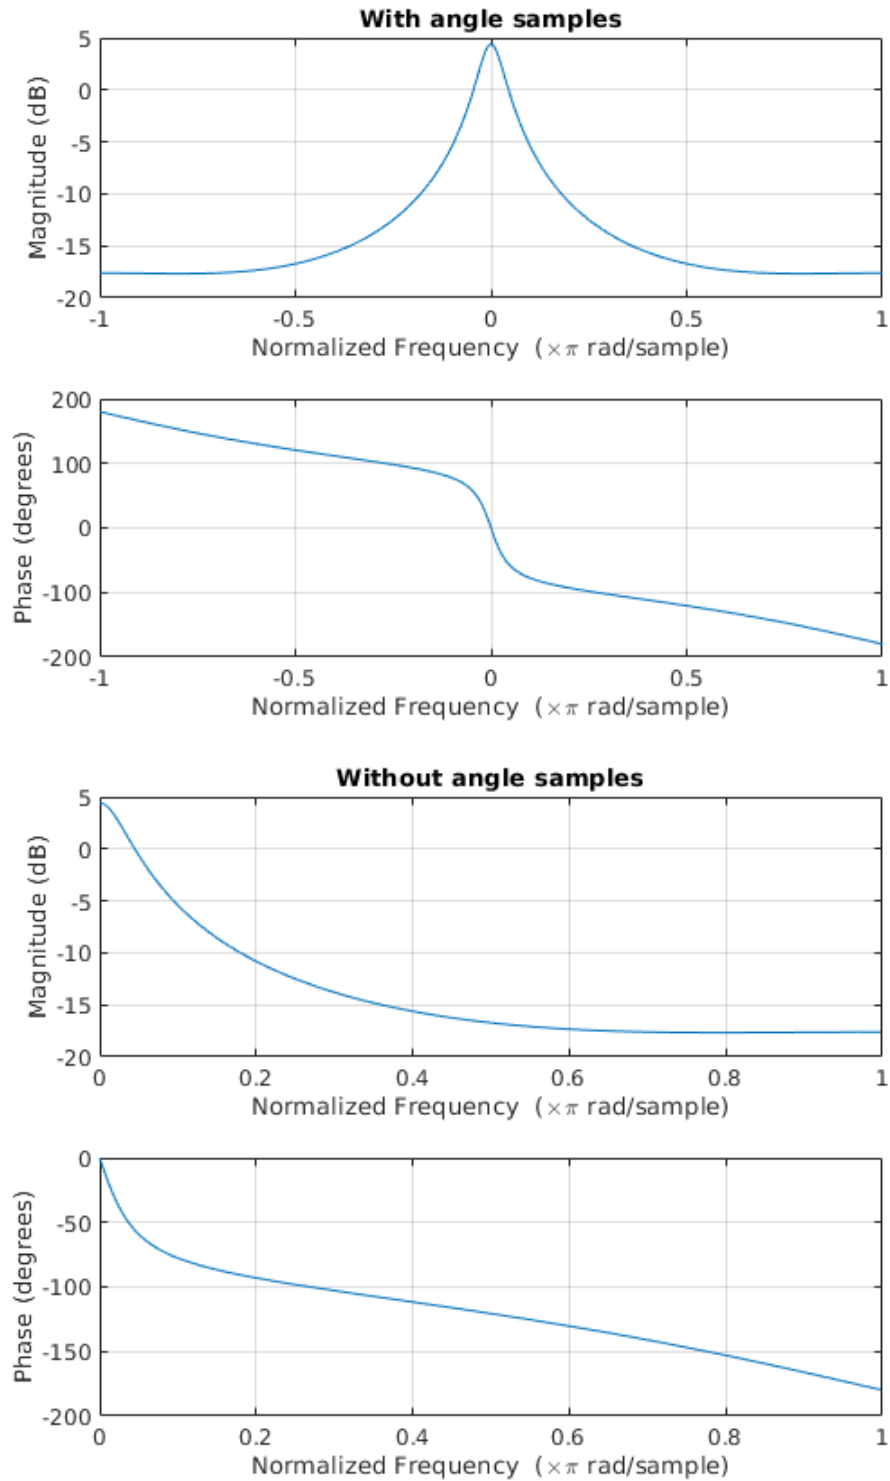 With angle samples
5
0
-5
-10
-15
-20
Magnitude (dB)
-1 -0.5 0 0.5 1
Normalized Frequency (×π rad/sample)
200
100
0
-100
-200
Phase (degrees)
-1 -0.5 0 0.5 1
Normalized Frequency (×π rad/sample)
Without angle samples
5
0
-5
-10
-15
-20
Magnitude (dB)
0 0.2 0.4 0.6 0.8 1
Normalized Frequency (×π rad/sample)
0
-50
-100
-150
-200
Phase (degrees)
0 0.2 0.4 0.6 0.8 1
Normalized Frequency (×π rad/sample)